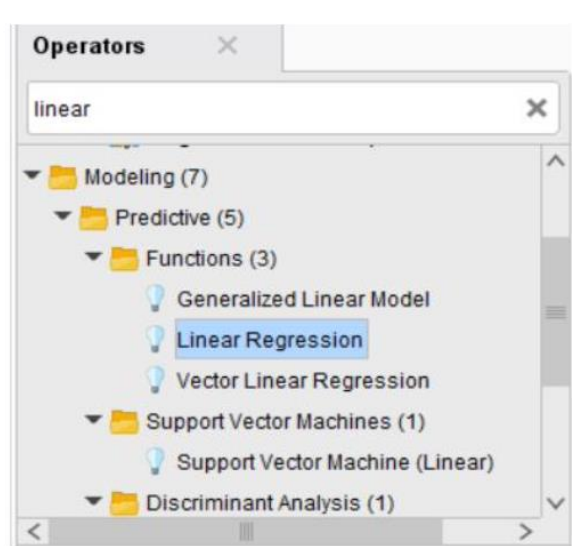 Operators
linear
Modeling (7)
Predictive (5)
Functions (3)
Generalized Linear Model
Linear Regression
Vector Linear Regression
Support Vector Machines (1)
Support Vector Machine (Linear)
Discriminant Analysis (1)